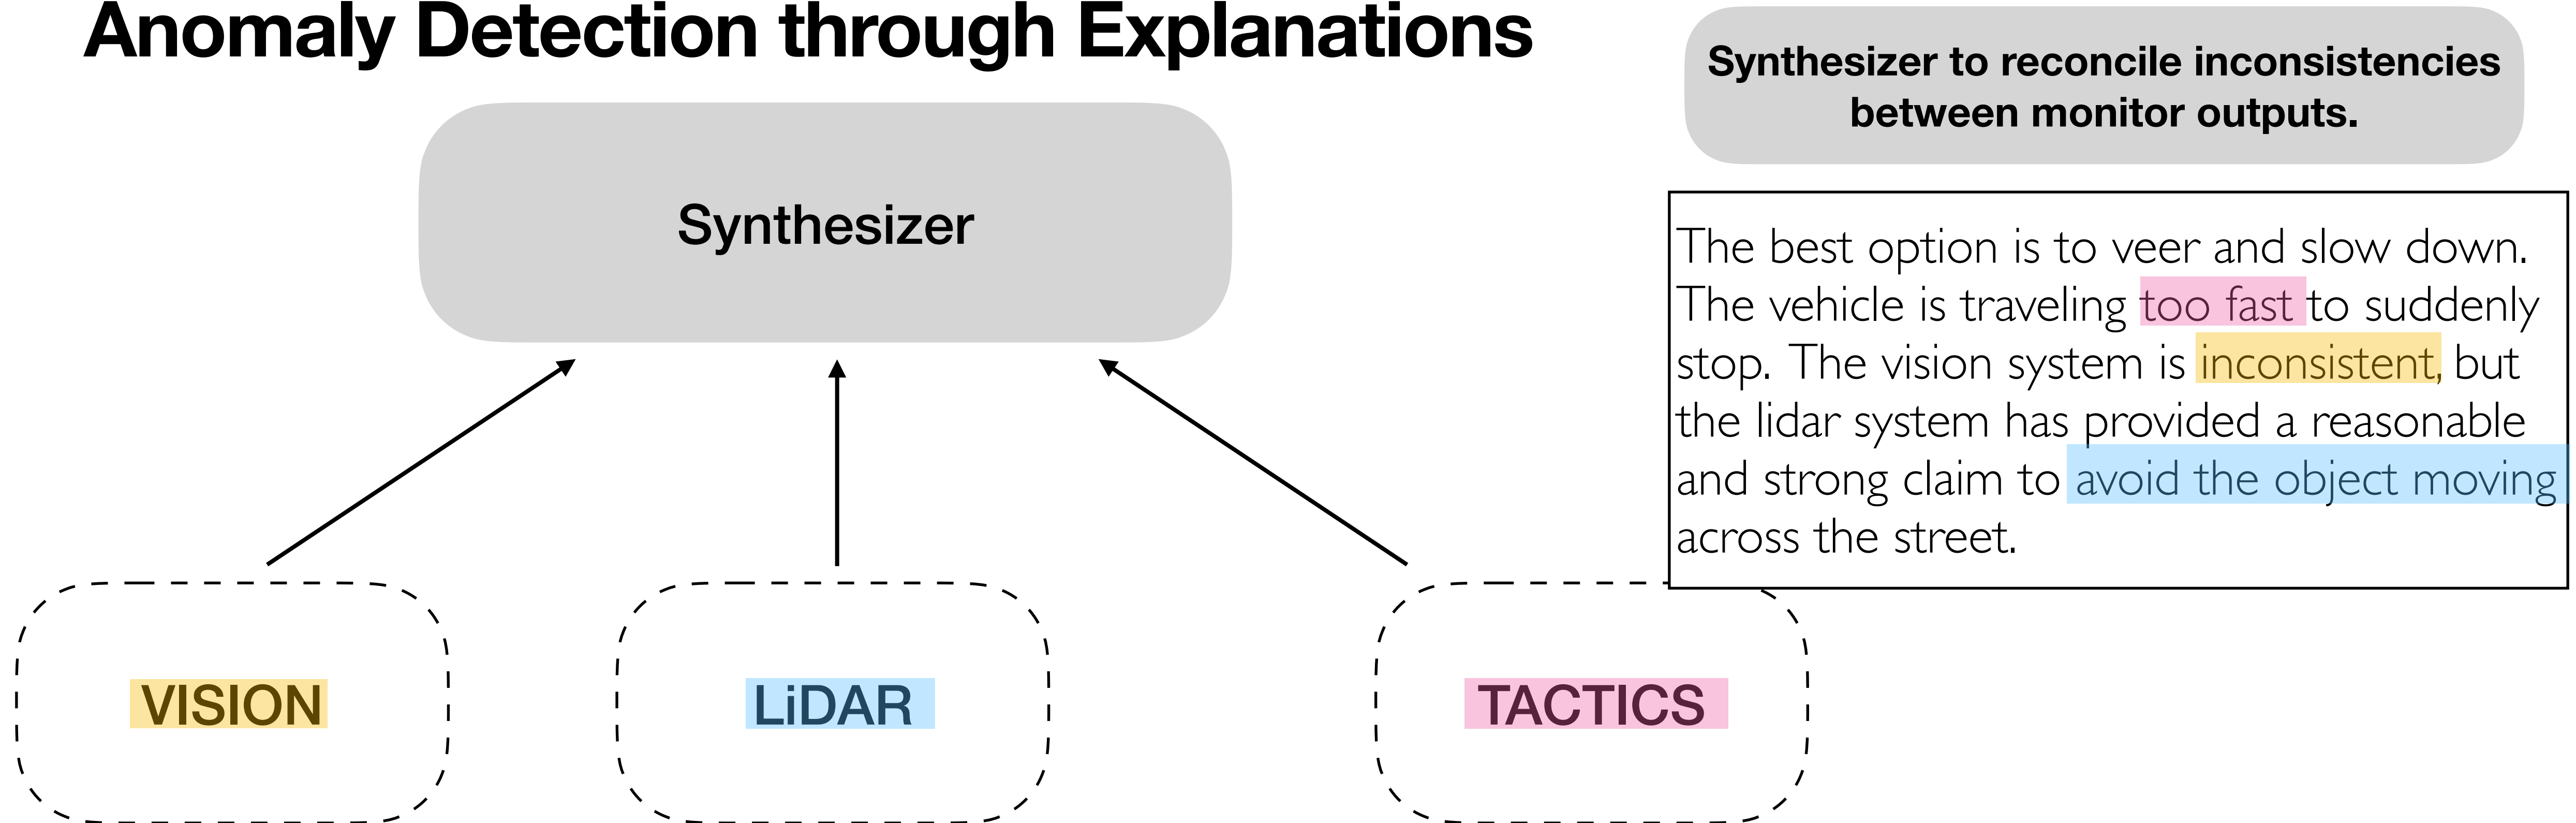 Anomaly Detection through Explanations
Synthesizer to reconcile inconsistencies
between monitor outputs.
Synthesizer
The best option is to veer and slow down.
The vehicle is traveling too fast to suddenly
stop. The vision system is inconsistent, but
the lidar system has provided a reasonable
and strong claim to avoid the object moving
across the street.
VISION
LiDAR
TACTICS